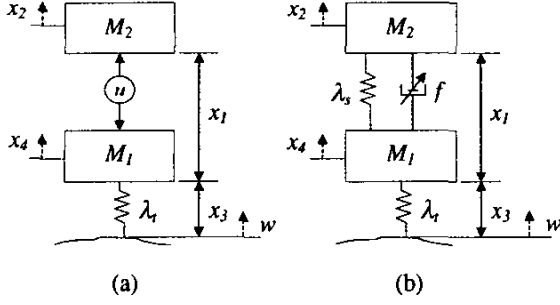 x₂ M₂
u
x₁
x₄ M₁
λₜ x₃ w
(a)
x₂ M₂
λₛ f
x₁
x₄ M₁
λₜ x₃ w
(b)